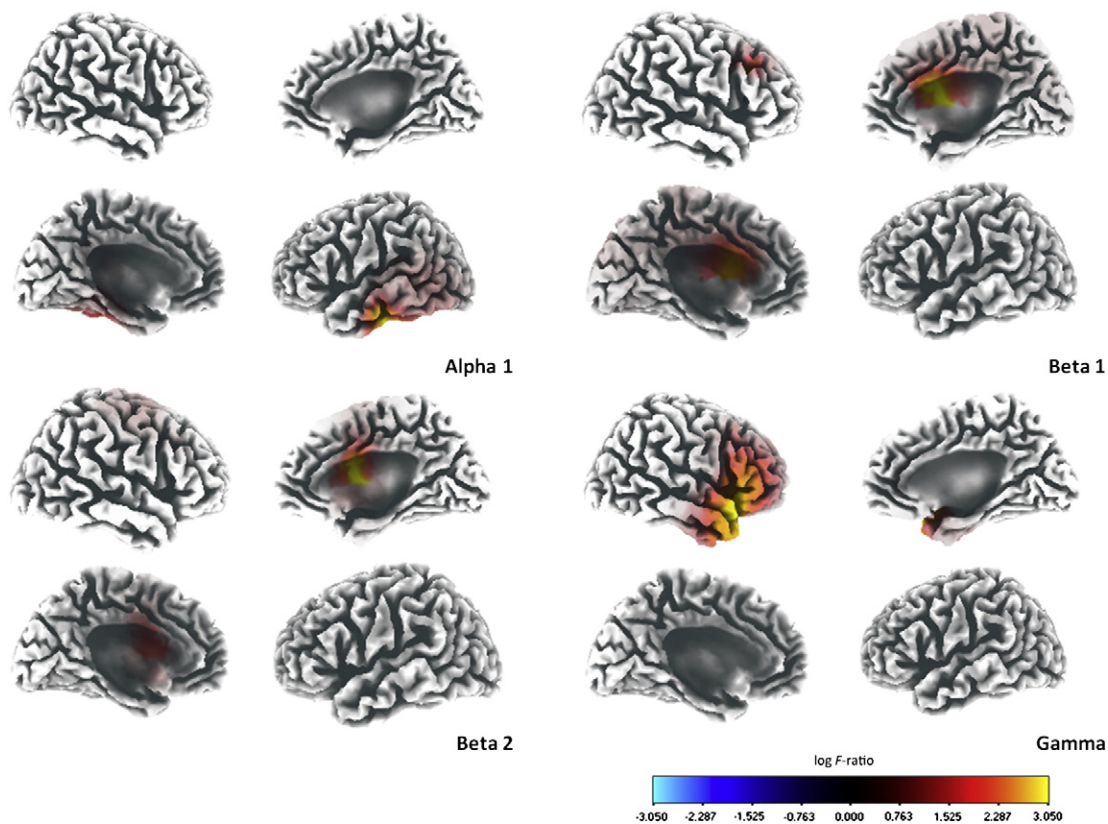 Alpha 1
Beta 1
Beta 2
Gamma
log F-ratio
-3.050 -2.287 -1.525 -0.763 0.000 0.763 1.525 2.287 3.050